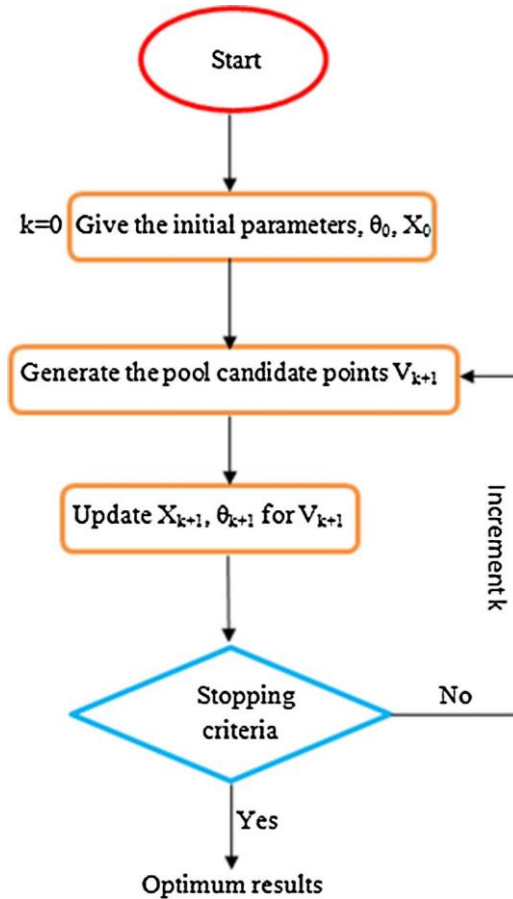 Start
k=0 Give the initial parameters, θ₀, X₀
Generate the pool candidate points Vₖ₊₁
Update Xₖ₊₁, θₖ₊₁ for Vₖ₊₁
Increment k
Stopping
criteria
No
Yes
Optimum results